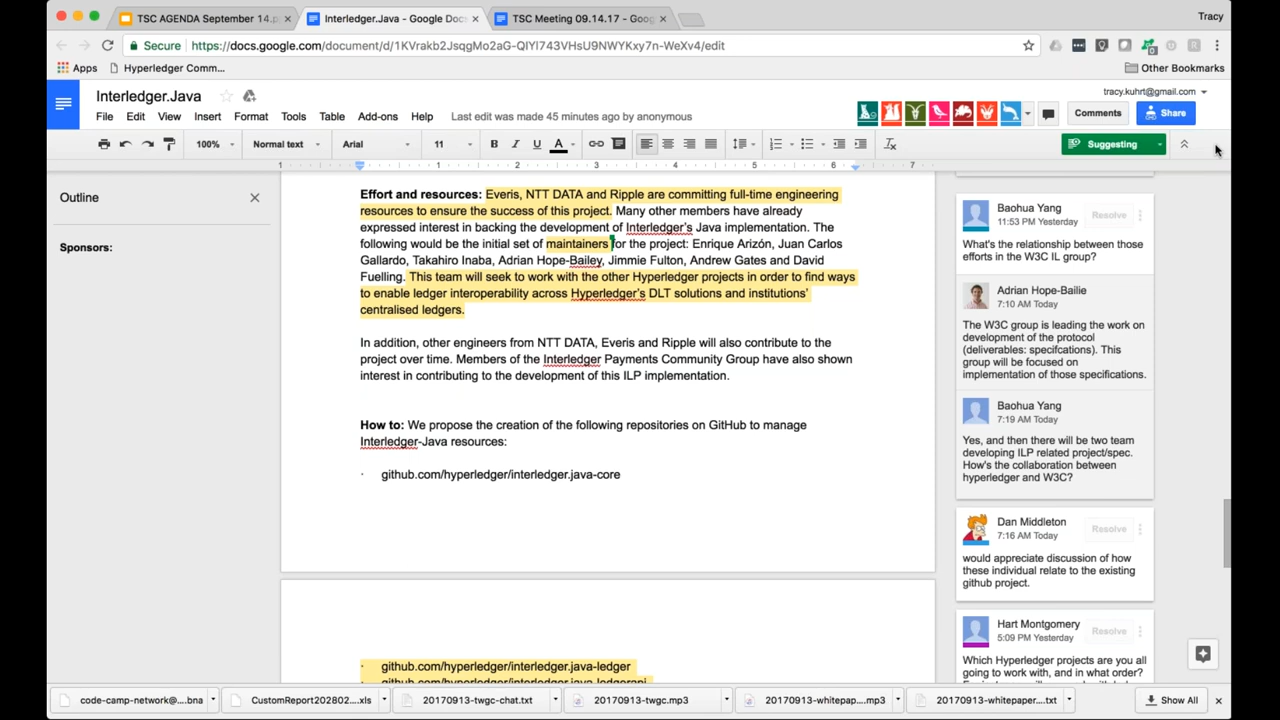 TSC AGENDA September 14.p
Interledger.Java - Google Docs
TSC Meeting 09.14.17 - Goog
Tracy
Secure
https://docs.google.com/document/d/1KVrakb2JsqgMo2aG-QIYI743VHsU9NWYKxy7n-WeXv4/edit
Apps
Hyperledger Comm...
Other Bookmarks
Interledger.Java
tracy.kuhrt@gmail.com
File Edit View Insert Format Tools Table Add-ons Help
Last edit was made 45 minutes ago by anonymous
Comments
Share
100% Normal text Arial 11 B I U A
Suggesting
1 1 2 3 4 5 6 7
Outline
Sponsors:
Effort and resources: Everis, NTT DATA and Ripple are committing full-time engineering
resources to ensure the success of this project. Many other members have already
expressed interest in backing the development of Interledger's Java implementation. The
following would be the initial set of maintainers for the project: Enrique Arizón, Juan Carlos
Gallardo, Takahiro Inaba, Adrian Hope-Bailey, Jimmie Fulton, Andrew Gates and David
Fuelling. This team will seek to work with the other Hyperledger projects in order to find ways
to enable ledger interoperability across Hyperledger's DLT solutions and institutions'
centralised ledgers.
In addition, other engineers from NTT DATA, Everis and Ripple will also contribute to the
project over time. Members of the Interledger Payments Community Group have also shown
interest in contributing to the development of this ILP implementation.
How to: We propose the creation of the following repositories on GitHub to manage
Interledger-Java resources:
· github.com/hyperledger/interledger.java-core
· github.com/hyperledger/interledger.java-ledger
· github.com/hyperledger/interledger.java-ledgerapi
Baohua Yang
11:53 PM Yesterday
Resolve
What's the relationship between those
efforts in the W3C IL group?
Adrian Hope-Bailie
7:10 AM Today
The W3C group is leading the work on
development of the protocol
(deliverables: specifcations). This
group will be focused on
implementation of those specifications.
Baohua Yang
7:19 AM Today
Yes, and then there will be two team
developing ILP related project/spec.
How's the collaboration between
hyperledger and W3C?
Dan Middleton
7:16 AM Today
Resolve
would appreciate discussion of how
these individual relate to the existing
github project.
Hart Montgomery
5:09 PM Yesterday
Resolve
Which Hyperledger projects are you all
going to work with, and in what order?
code-camp-network@....bna
CustomReport202802....xls
20170913-twgc-chat.txt
20170913-twgc.mp3
20170913-whitepap....mp3
20170913-whitepaper....txt
Show All